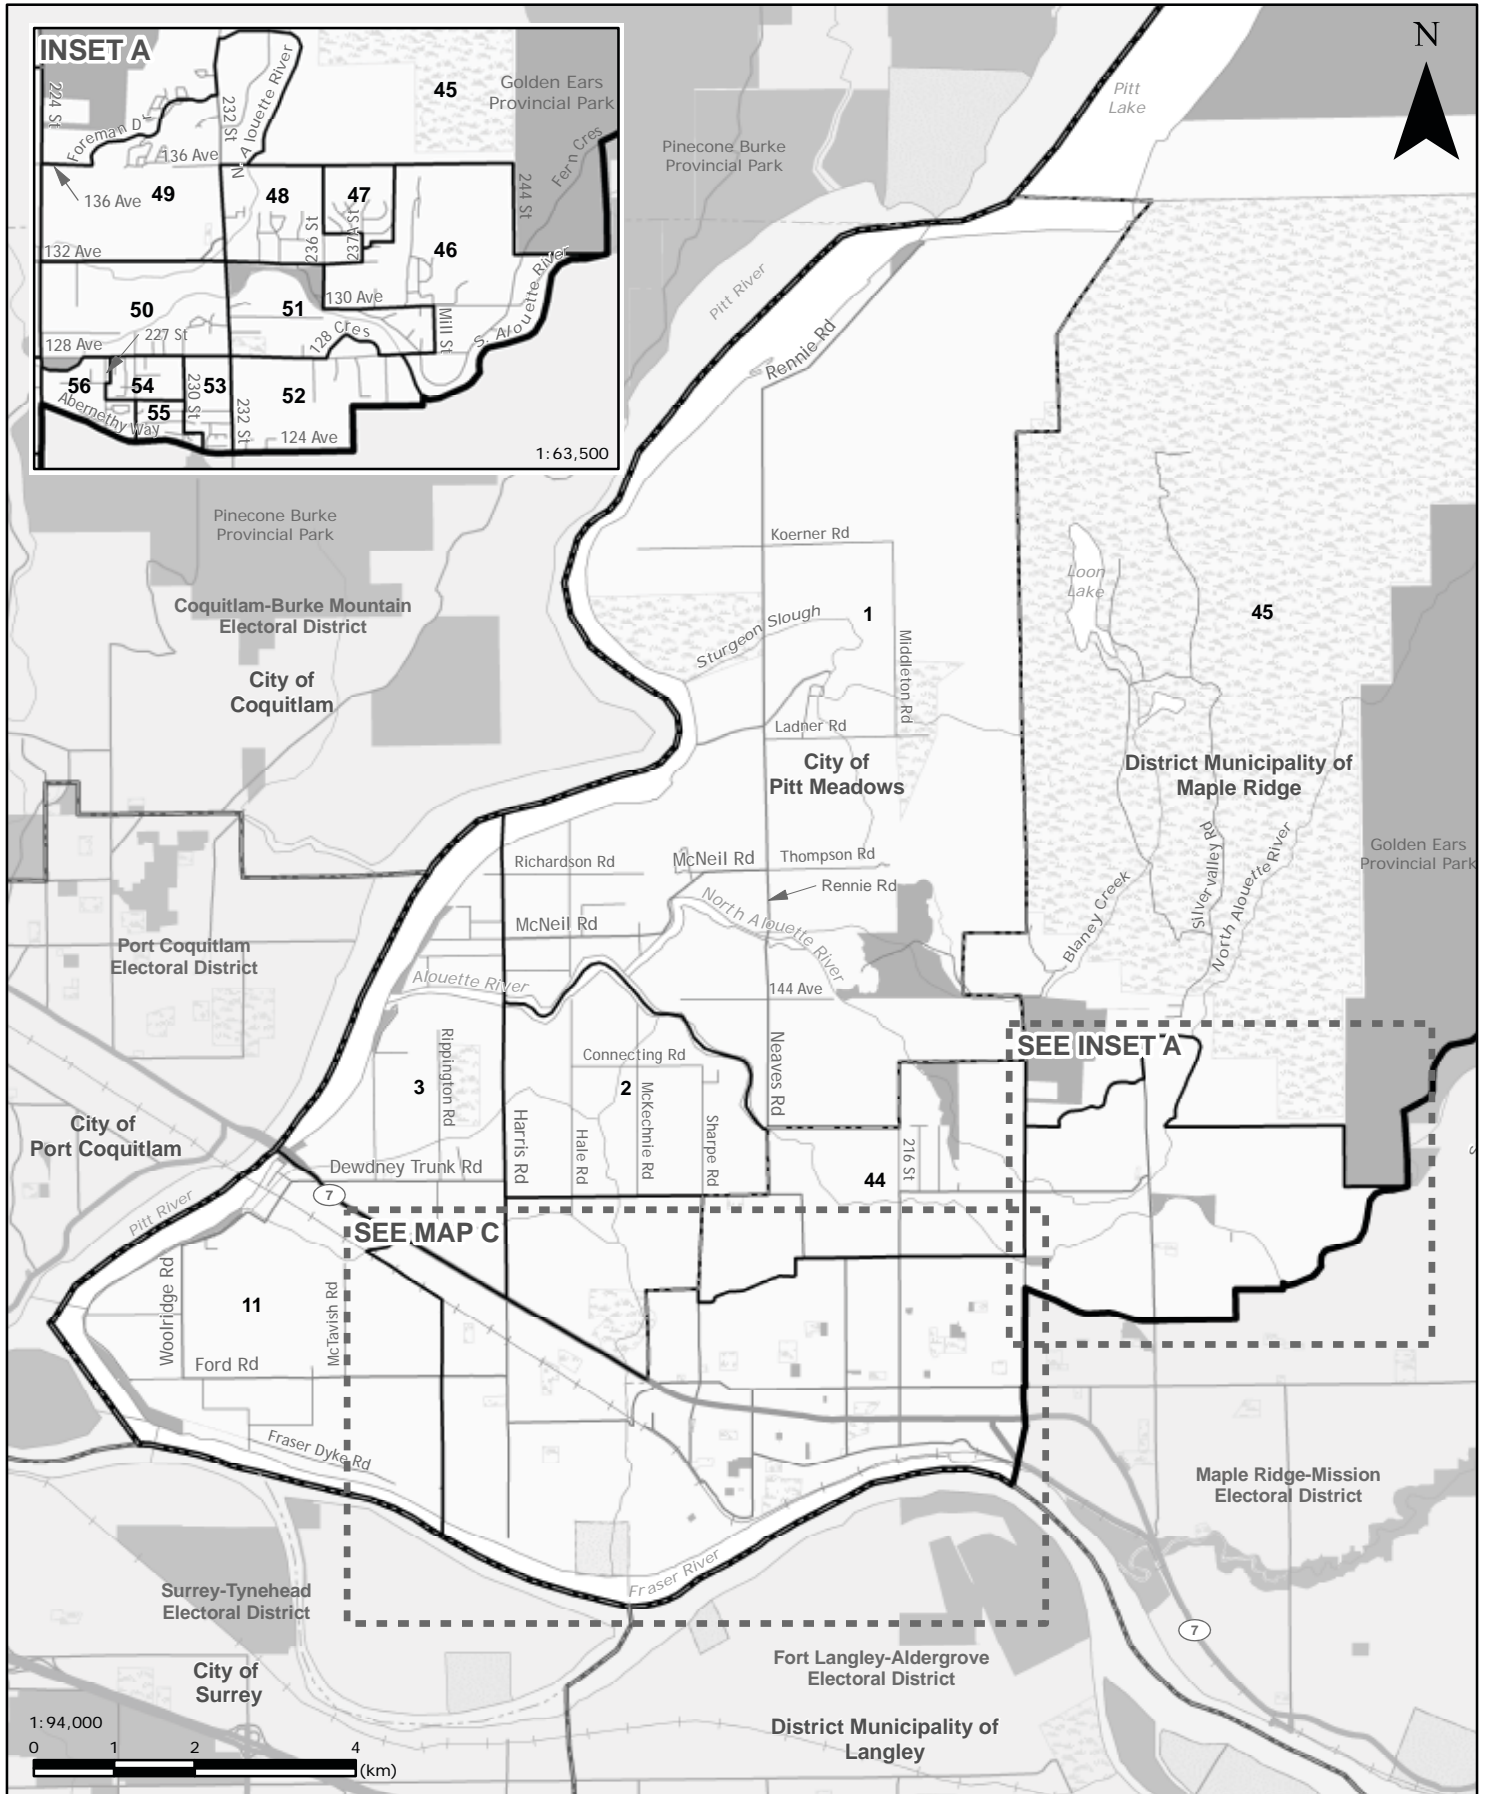 INSET A
224 St
Foreman Dr
232 St
N Alouette River
136 Ave
136 Ave
49
48
47
45
Golden Ears
Provincial Park
Fern Cres
244 St
236 St
237A St
46
132 Ave
50
51
130 Ave
128 Cres
Mill St
S. Alouette River
227 St
128 Ave
56
54
53
52
55
230 St
232 St
Abernethy Way
124 Ave
1:63,500
N
Pitt
Lake
Pinecone Burke
Provincial Park
Pitt River
Rennie Rd
Pinecone Burke
Provincial Park
Koerner Rd
Loon
Lake
Coquitlam-Burke Mountain
Electoral District
1
45
Sturgeon Slough
Middleton Rd
City of
Coquitlam
Ladner Rd
City of
Pitt Meadows
District Municipality of
Maple Ridge
Silvervalley Rd
North Alouette River
Golden Ears
Provincial Park
Richardson Rd
McNeil Rd
Thompson Rd
Rennie Rd
Blaney Creek
North Alouette River
McNeil Rd
Port Coquitlam
Electoral District
Alouette River
144 Ave
Rippington Rd
Connecting Rd
Neaves Rd
SEE INSET A
3
2
McKechnie Rd
Harris Rd
Hale Rd
Sharpe Rd
City of
Port Coquitlam
216 St
Dewdney Trunk Rd
44
7
Pitt River
SEE MAP C
Woolridge Rd
11
McTavish Rd
Ford Rd
Fraser Dyke Rd
Maple Ridge-Mission
Electoral District
Fraser River
Surrey-Tynehead
Electoral District
7
Fort Langley-Aldergrove
Electoral District
City of
Surrey
District Municipality of
Langley
1:94,000
0 1 2 4
(km)